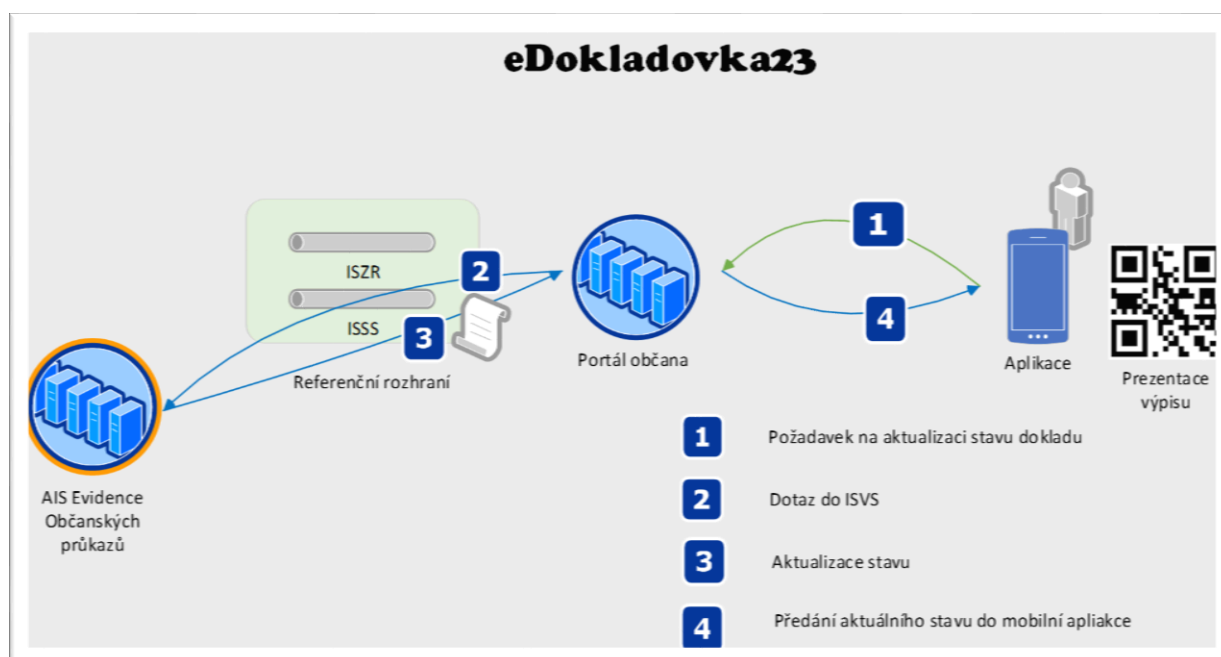 eDokladovka23
ISZR
ISSS
2
3
Referenční rozhraní
Portál občana
1
4
Aplikace
Prezentace
výpisu
AIS Evidence
Občanských
průkazů
1 Požadavek na aktualizaci stavu dokladu
2 Dotaz do ISVS
3 Aktualizace stavu
4 Předání aktuálního stavu do mobilní apliakce